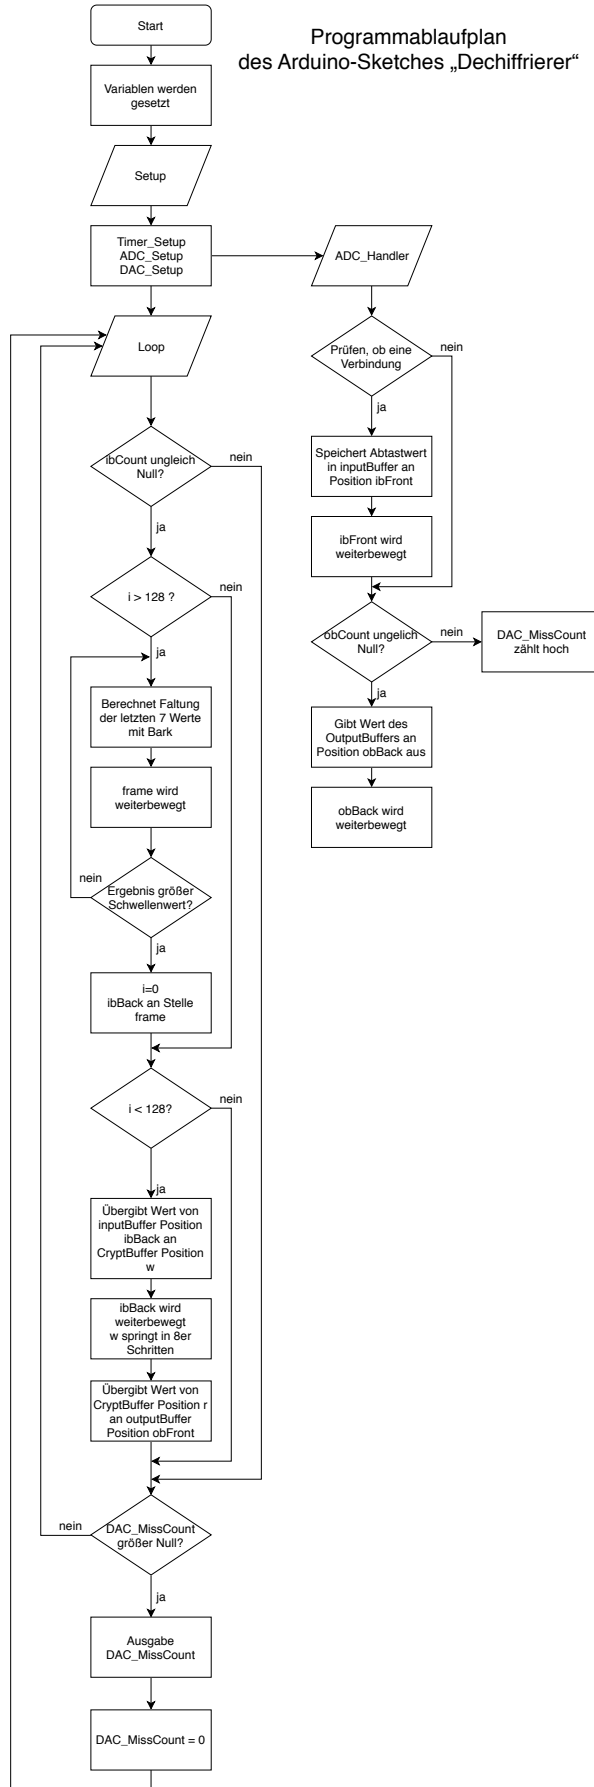 Programmablaufplan
des Arduino-Sketches „Dechiffrierer“
Start
Variablen werden
gesetzt
Setup
Timer_Setup
ADC_Setup
DAC_Setup
Loop
ibCount ungleich
Null?
nein
ja
i > 128 ?
nein
ja
Berechnet Faltung
der letzten 7 Werte
mit Bark
frame wird
weiterbewegt
nein
Ergebnis größer
Schwellenwert?
ja
i=0
ibBack an Stelle
frame
i < 128?
nein
ja
Übergibt Wert von
inputBuffer Position
ibBack an
CryptBuffer Position
w
ibBack wird
weiterbewegt
w springt in 8er
Schritten
Übergibt Wert von
CryptBuffer Position r
an outputBuffer
Position obFront
nein
DAC_MissCount
größer Null?
ja
Ausgabe
DAC_MissCount
DAC_MissCount = 0
ADC_Handler
Prüfen, ob eine
Verbindung
nein
ja
Speichert Abtastwert
in inputBuffer an
Position ibFront
ibFront wird
weiterbewegt
obCount ungelich
Null?
nein
DAC_MissCount
zählt hoch
ja
Gibt Wert des
OutputBuffers an
Position obBack aus
obBack wird
weiterbewegt